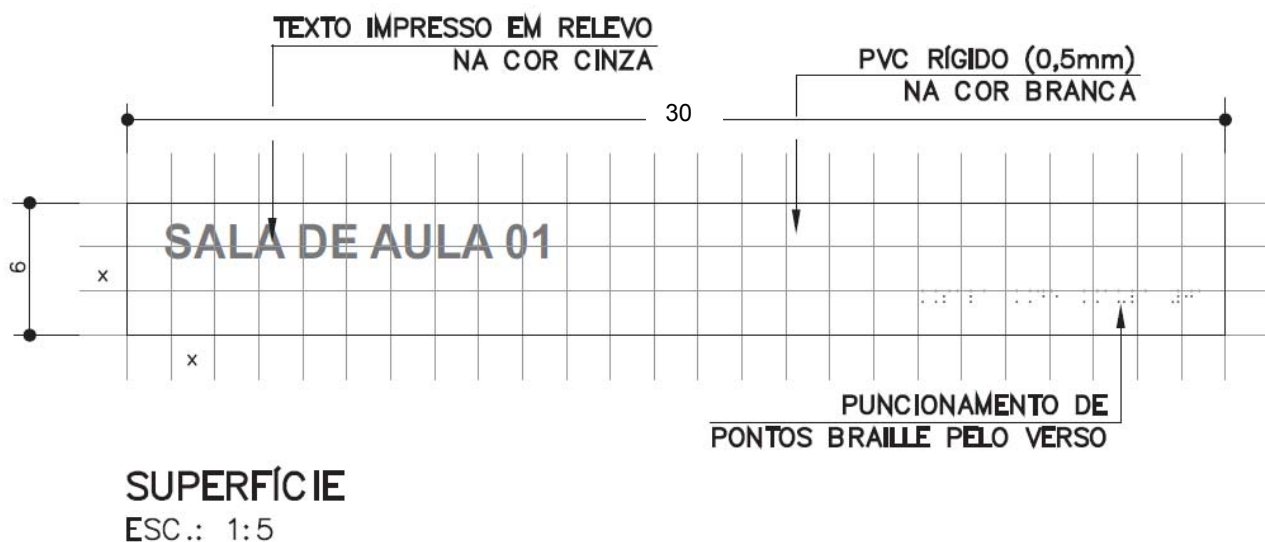 TEXTO IMPRESSO EM RELEVO
NA COR CINZA
PVC RÍGIDO (0,5mm)
NA COR BRANCA
30
SALA DE AULA 01
6
x
x
PUNCIONAMENTO DE
PONTOS BRAILLE PELO VERSO
SUPERFÍCIE
ESC.: 1:5